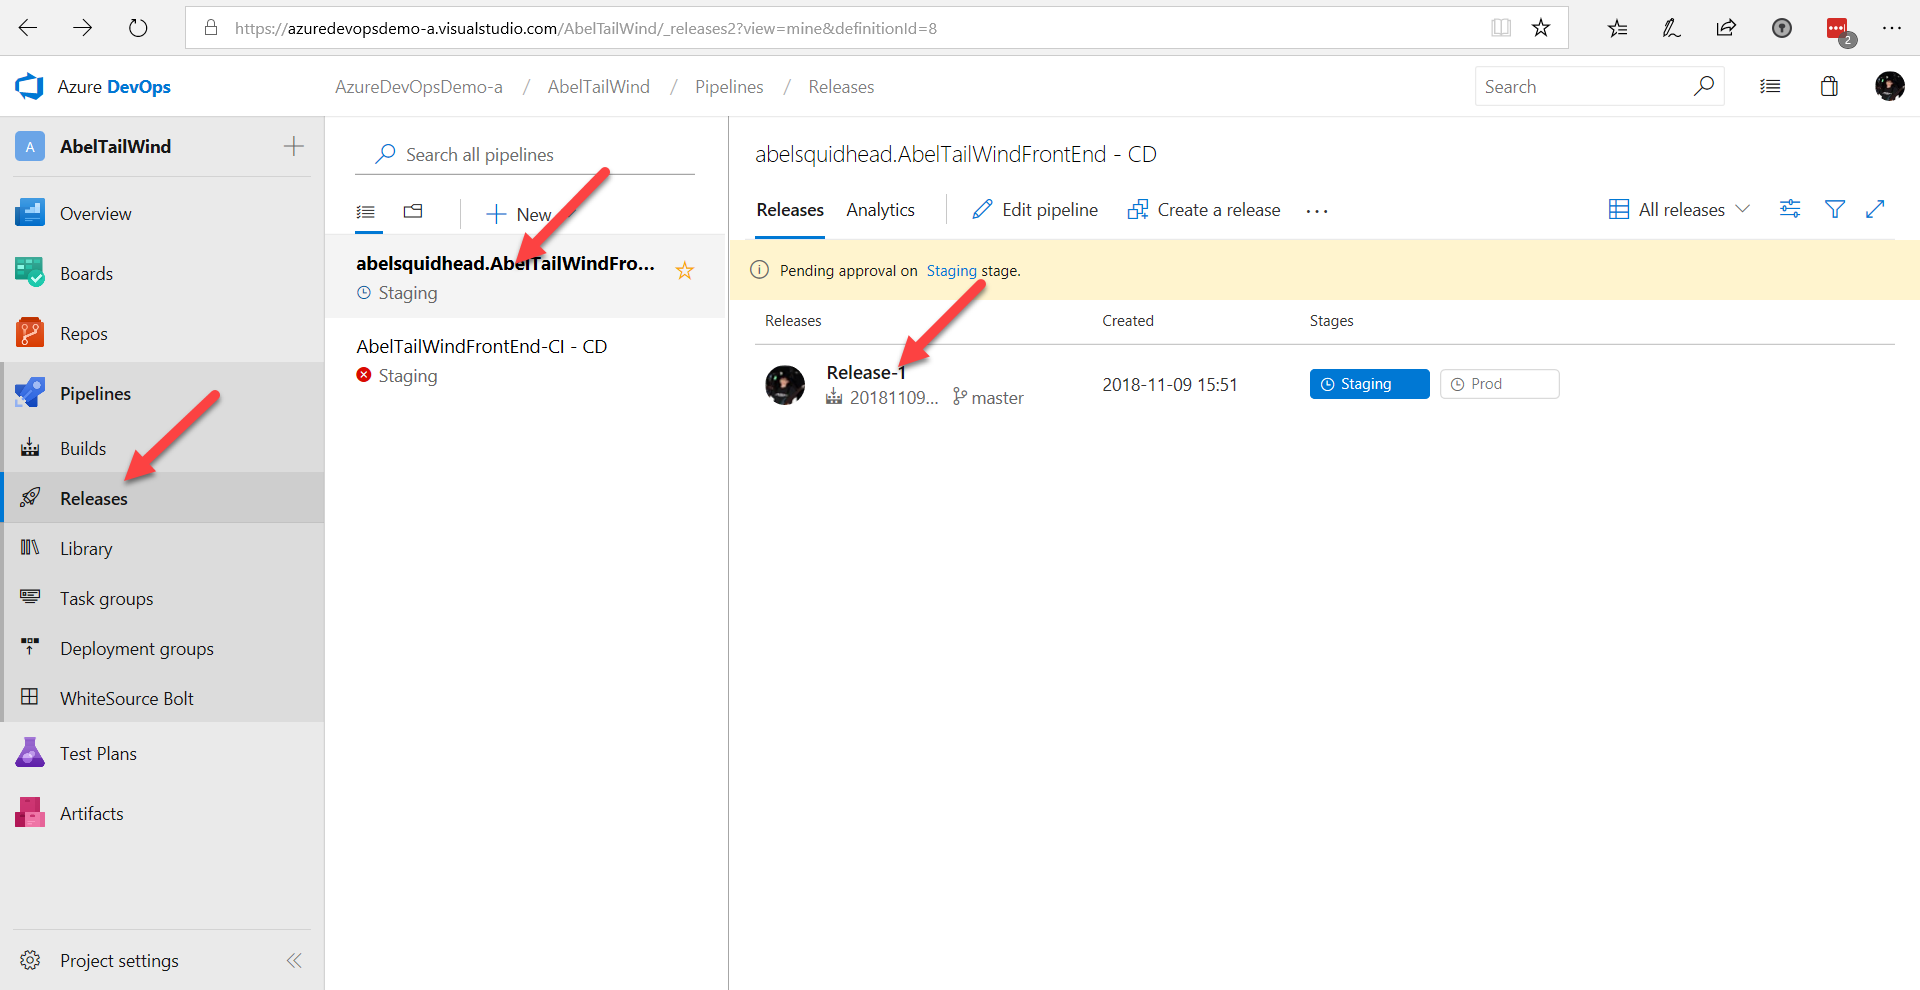 https://azuredevopsdemo-a.visualstudio.com/AbelTailWind/_releases2?view=mine&definitionId=8
2
Azure DevOps
AzureDevOpsDemo-a / AbelTailWind / Pipelines / Releases
Search
A
AbelTailWind
Overview
Boards
Repos
Pipelines
Builds
Releases
Library
Task groups
Deployment groups
WhiteSource Bolt
Test Plans
Artifacts
Project settings
Search all pipelines
New
abelsquidhead.AbelTailWindFro...
Staging
AbelTailWindFrontEnd-CI - CD
Staging
abelsquidhead.AbelTailWindFrontEnd - CD
Releases Analytics Edit pipeline Create a release ... All releases
Pending approval on Staging stage.
Releases Created Stages
Release-1
20181109... master
2018-11-09 15:51
Staging Prod